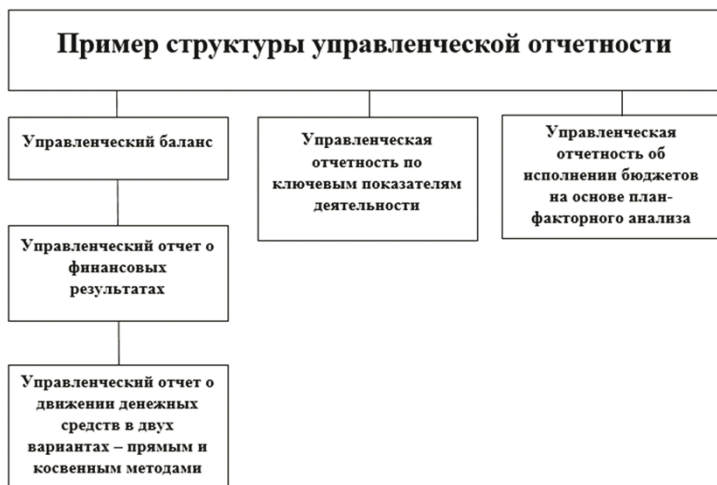 Пример структуры управленческой отчетности
Управленческий баланс
Управленческая
отчетность по
ключевым показателям
деятельности
Управленческая
отчетность об
исполнении бюджетов
на основе план-
факторного анализа
Управленческий отчет о
финансовых
результатах
Управленческий отчет о
движении денежных
средств в двух
вариантах – прямым и
косвенным методами